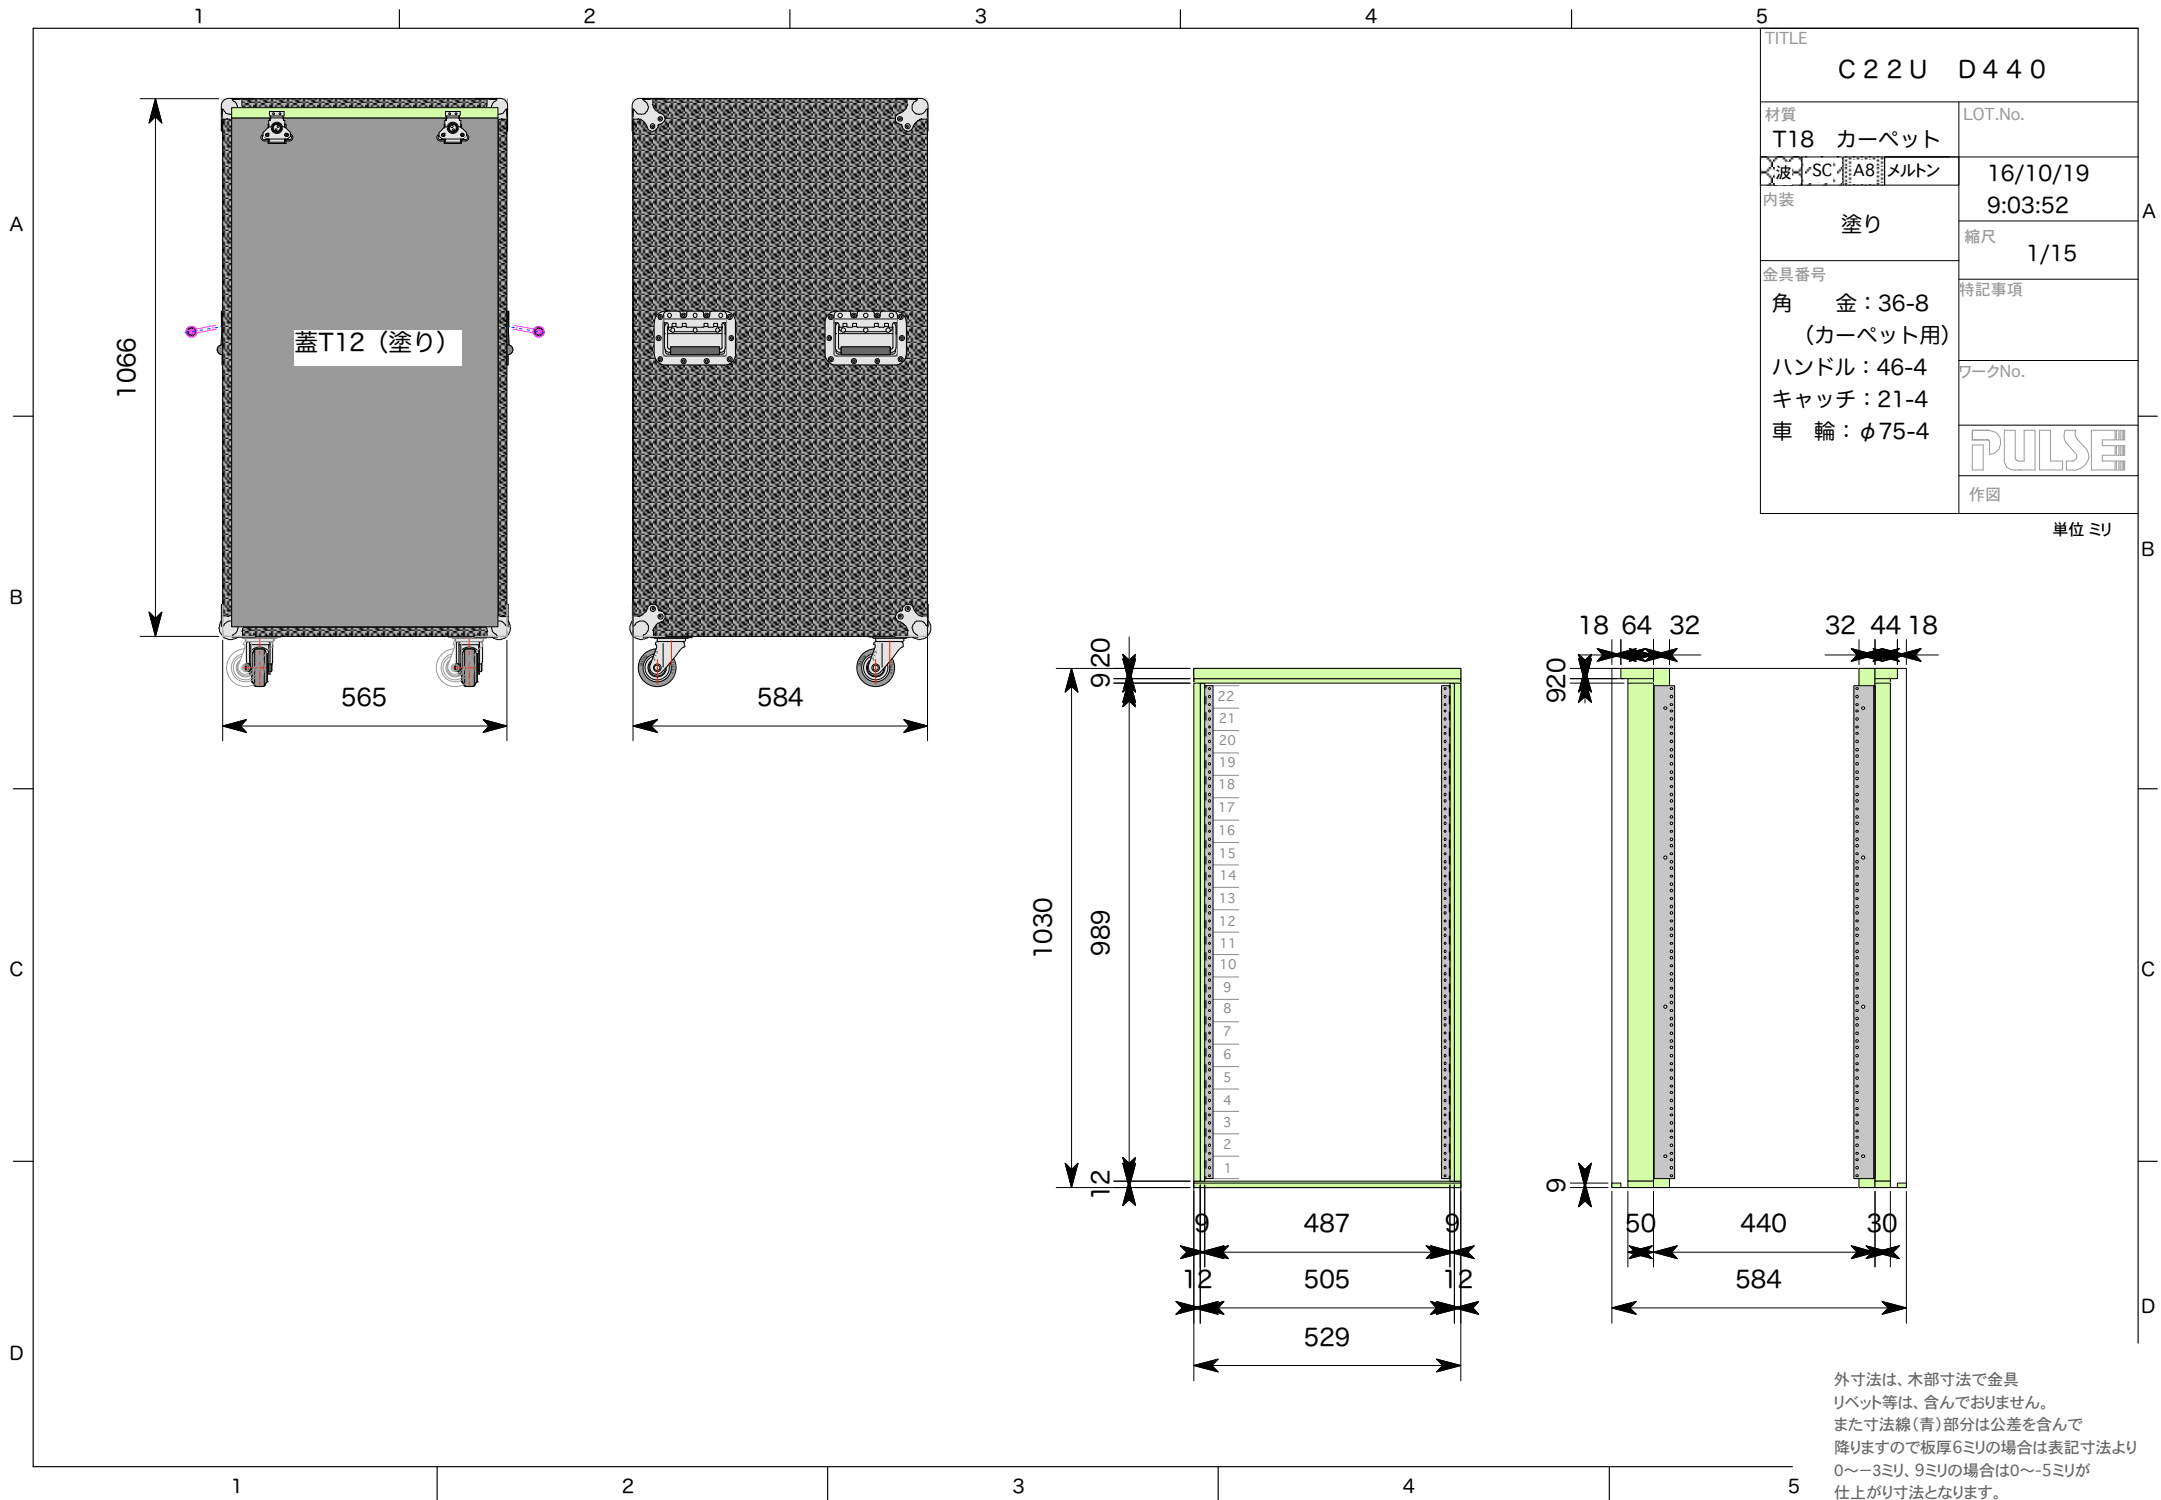 1 2 3 4 5
A
B
C
D
A
B
C
D
TITLE
C22U D440
材質
T18 カーペット
LOT.No.
波 SC A8 メルトン
16/10/19
9:03:52
内装
塗り
縮尺
1/15
金具番号
角 金：36-8
（カーペット用）
ハンドル：46-4
キャッチ：21-4
車 輪：φ75-4
特記事項
ワークNo.
PULSE
作図
単位 ミリ
蓋T12（塗り）
1066
565
584
920
1030
989
12
22
21
20
19
18
17
16
15
14
13
12
11
10
9
8
7
6
5
4
3
2
1
9 487 9
12 505 12
529
18 64 32 32 44 18
920
9
50 440 30
584
外寸法は、木部寸法で金具
リベット等は、含んでおりません。
また寸法線（青）部分は公差を含んで
降りますので板厚6ミリの場合は表記寸法より
0～－3ミリ、9ミリの場合は0～-5ミリが
仕上がり寸法となります。
1 2 3 4 5